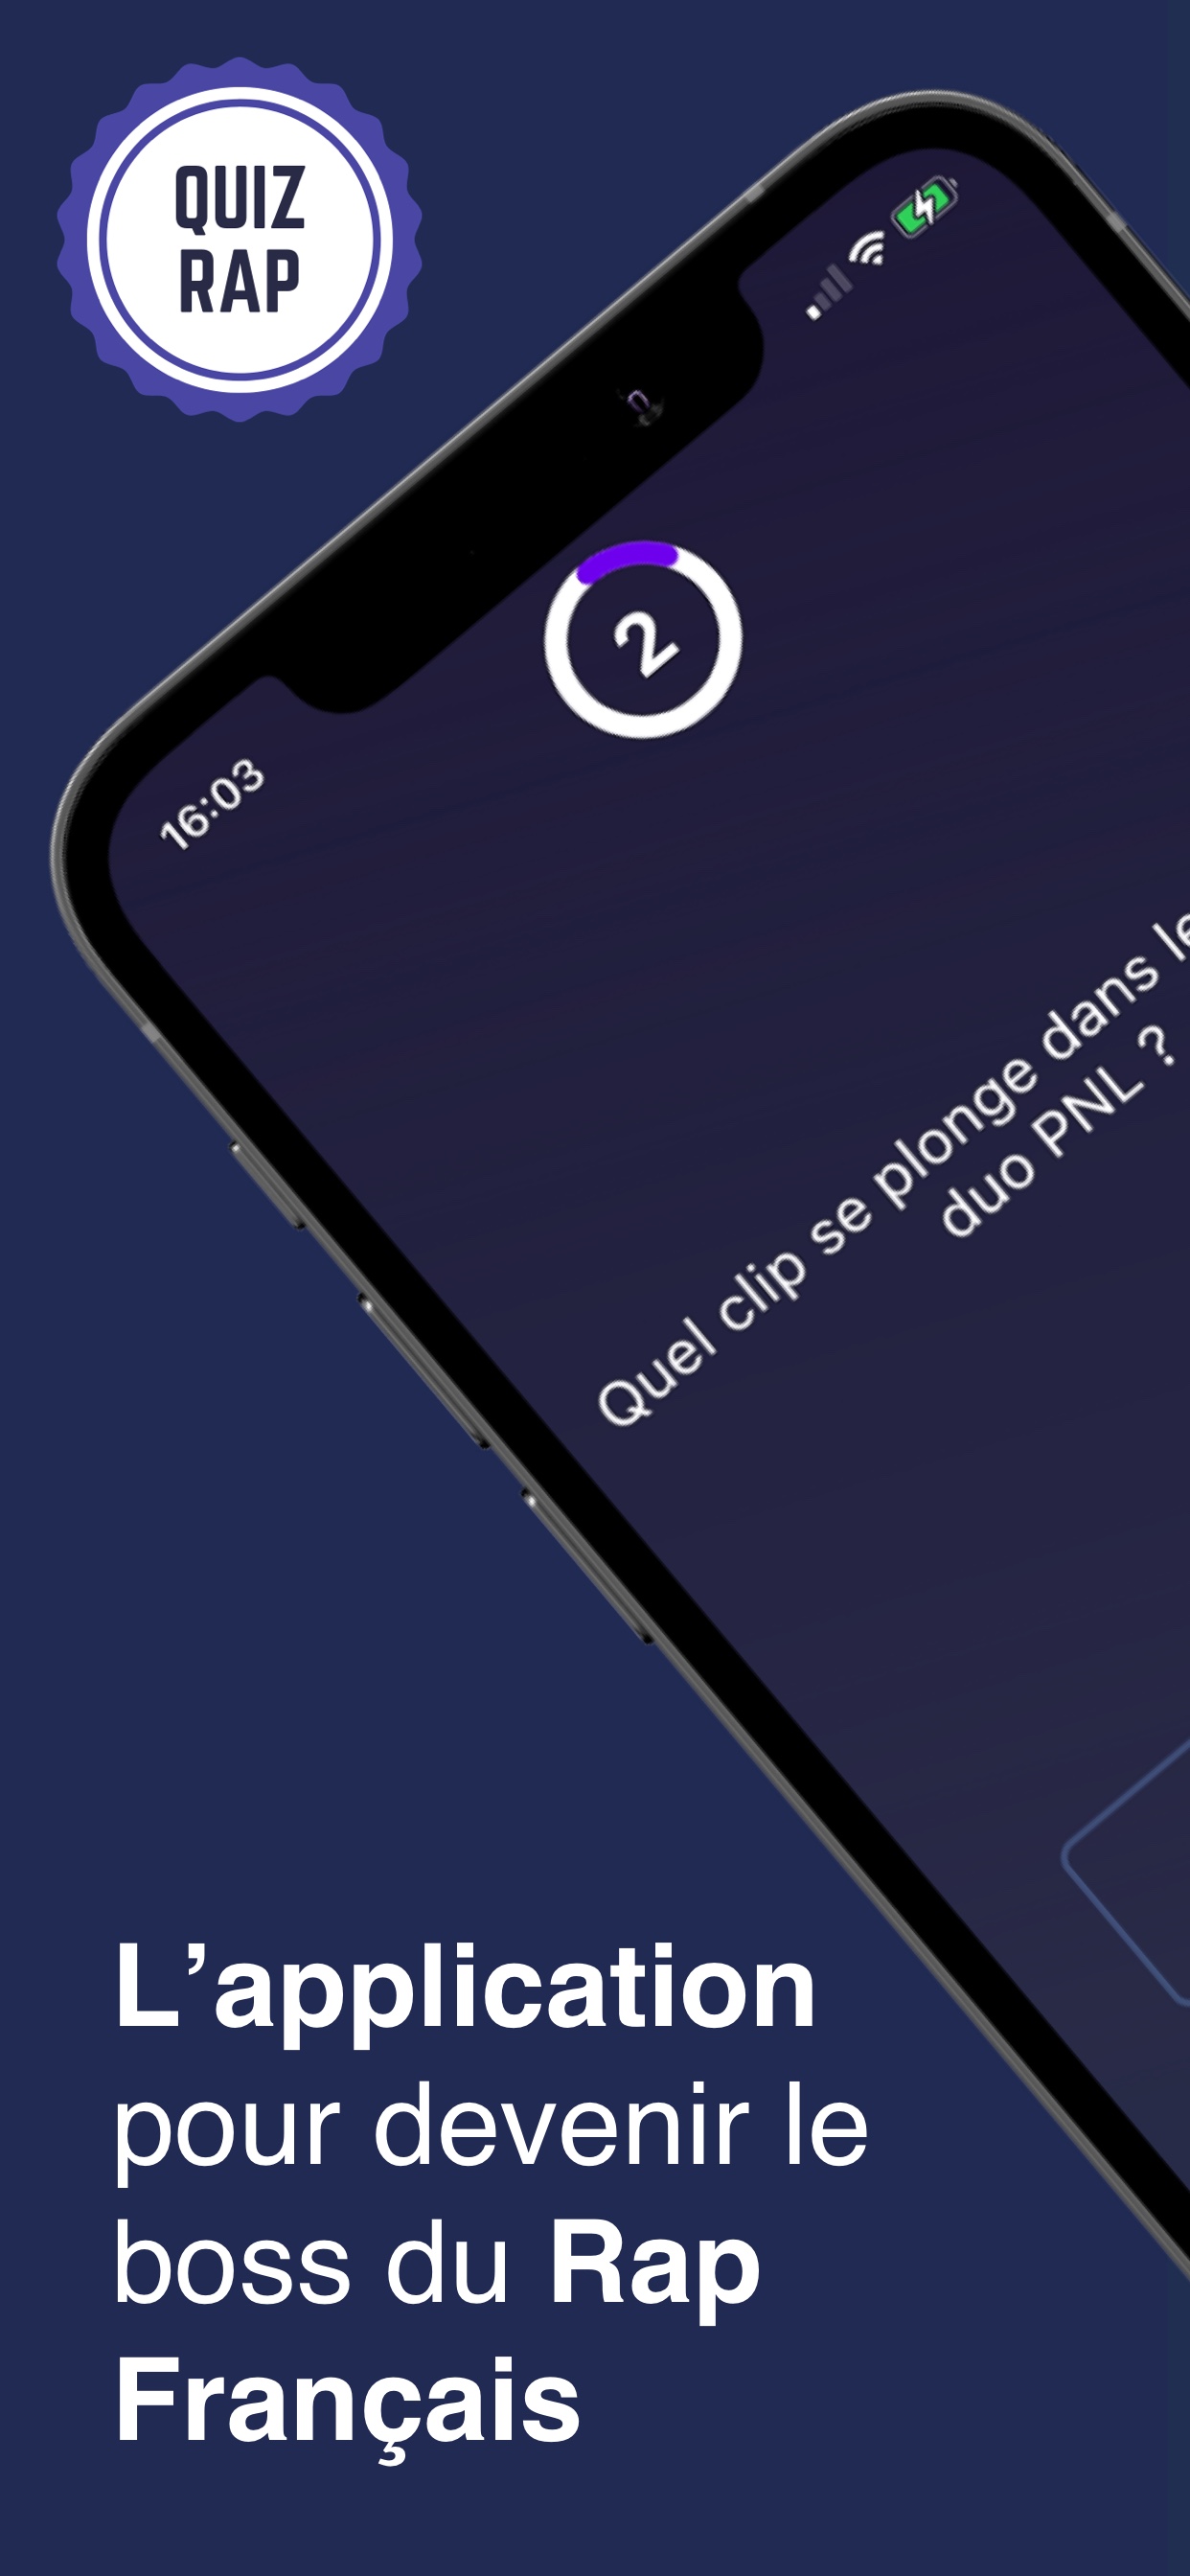 QUIZ
RAP
2
16:03
Quel clip se plonge dans le
duo PNL ?
L’application
pour devenir le
boss du Rap
Français